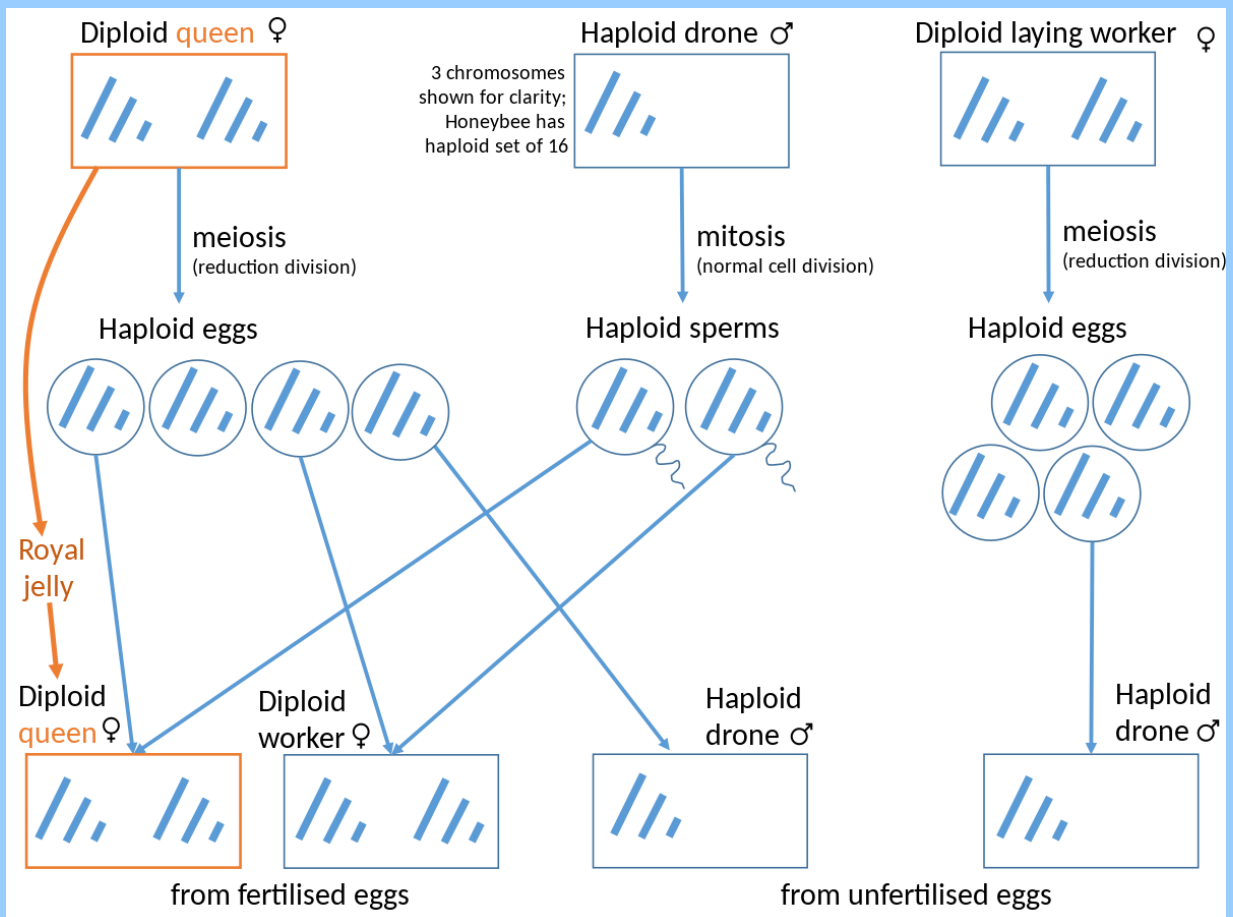 Diploid queen ♀
Haploid drone ♂
Diploid laying worker ♀
3 chromosomes
shown for clarity;
Honeybee has
haploid set of 16
meiosis
(reduction division)
mitosis
(normal cell division)
meiosis
(reduction division)
Haploid eggs
Haploid sperms
Haploid eggs
Royal
jelly
Diploid
queen ♀
Diploid
worker ♀
Haploid
drone ♂
Haploid
drone ♂
from fertilised eggs
from unfertilised eggs